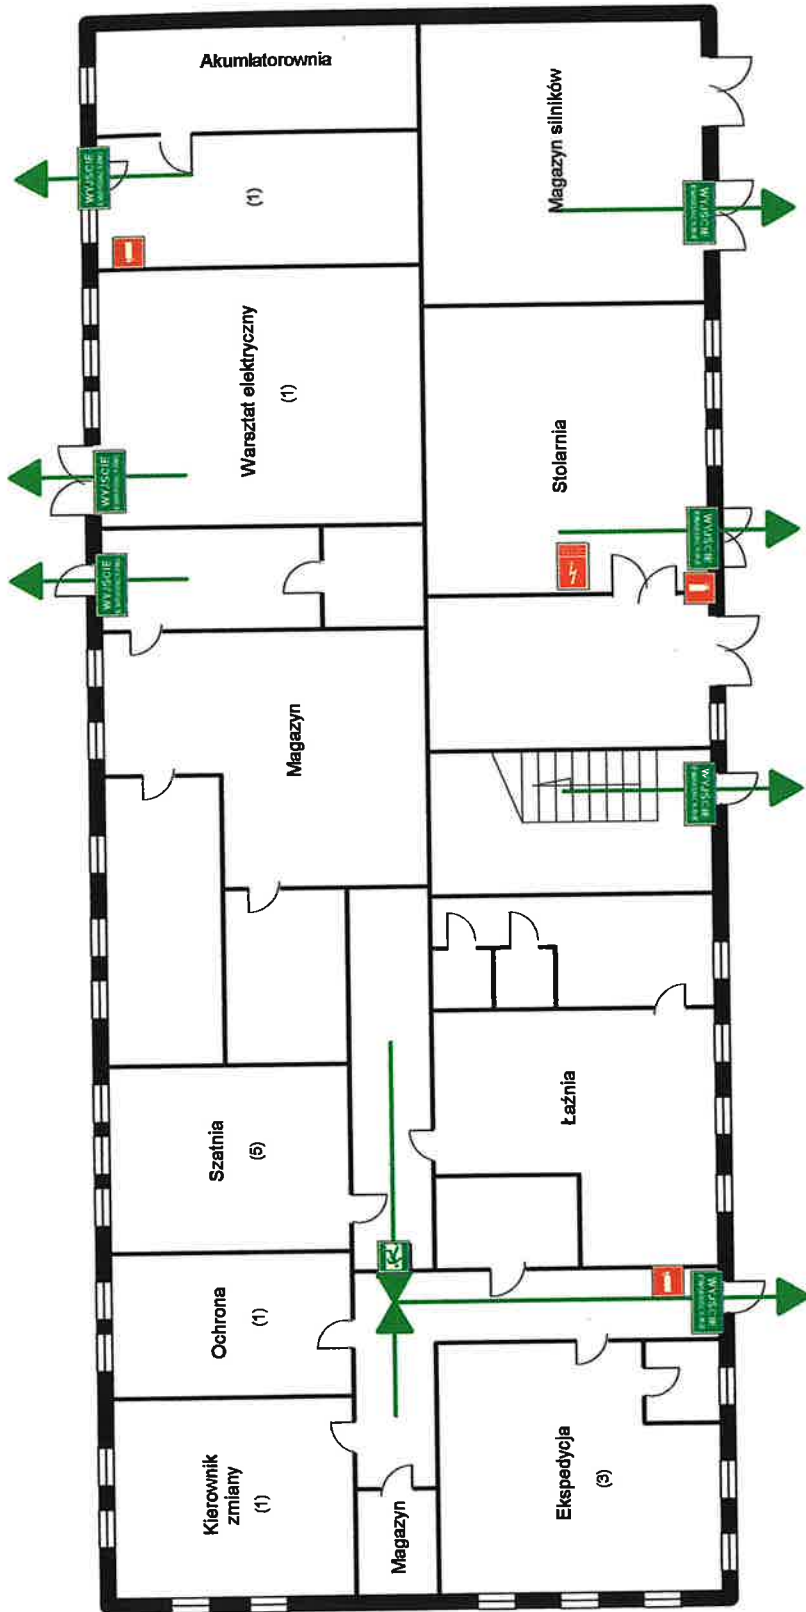 Akumlatorownia
WYJŚCIE
(1)
Magazyn silników
WYJŚCIE
Warsztat elektryczny
(1)
WYJŚCIE
Stolarnia
WYJŚCIE
WYJŚCIE
Magazyn
WYJŚCIE
Szatnia
(5)
Łaźnia
Ochrona
(1)
WYJŚCIE
Kierownik
zmiany
(1)
Magazyn
Ekspedycja
(3)